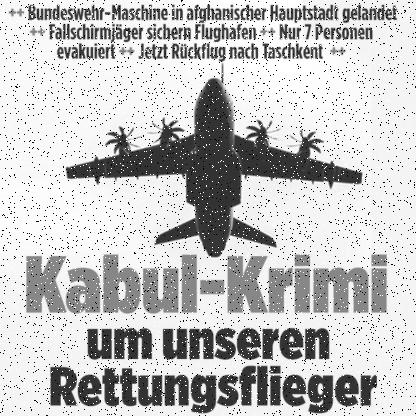 ++ Bundeswehr-Maschine in afghanischer Hauptstadt gelandet
++ Fallschirmjäger sichern Flughafen ++ Nur 7 Personen
evakuiert ++ Jetzt Rückflug nach Taschkent ++
Kabul-Krimi
um unseren
Rettungsflieger